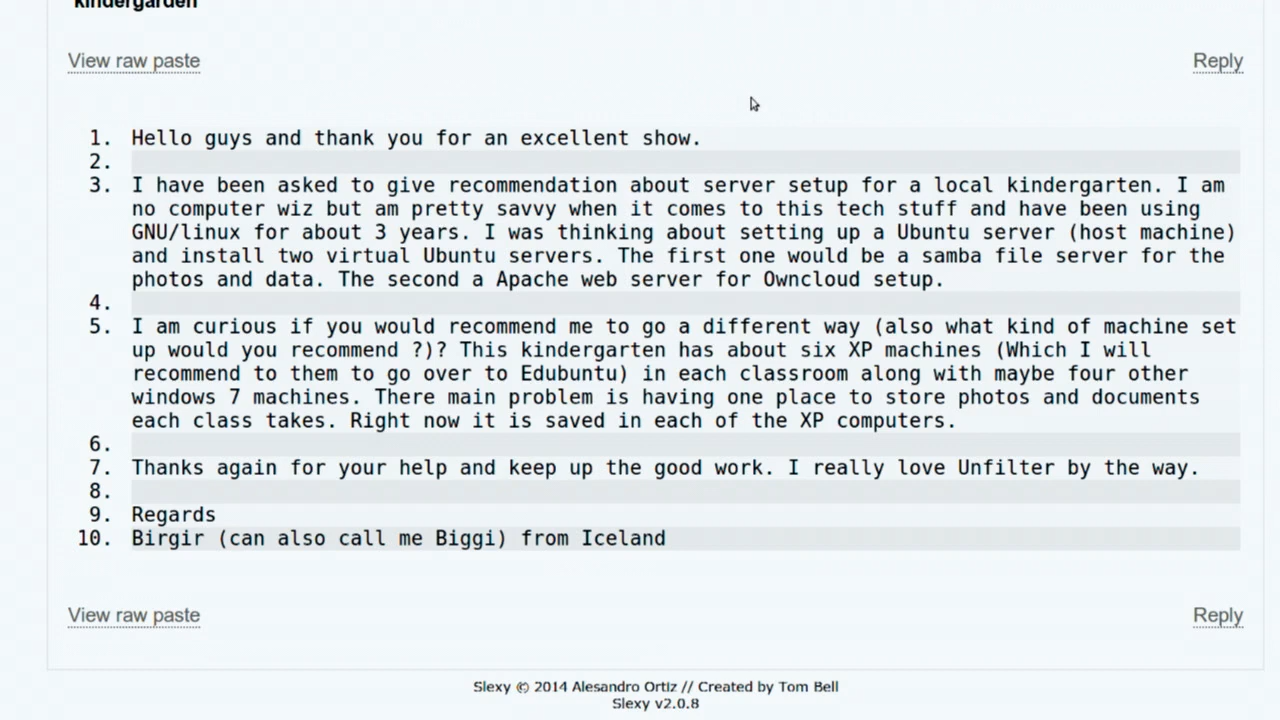 kindergarden
View raw paste
Reply
1. Hello guys and thank you for an excellent show.
2.
3. I have been asked to give recommendation about server setup for a local kindergarten. I am
no computer wiz but am pretty savvy when it comes to this tech stuff and have been using
GNU/linux for about 3 years. I was thinking about setting up a Ubuntu server (host machine)
and install two virtual Ubuntu servers. The first one would be a samba file server for the
photos and data. The second a Apache web server for Owncloud setup.
4.
5. I am curious if you would recommend me to go a different way (also what kind of machine set
up would you recommend ?)? This kindergarten has about six XP machines (Which I will
recommend to them to go over to Edubuntu) in each classroom along with maybe four other
windows 7 machines. There main problem is having one place to store photos and documents
each class takes. Right now it is saved in each of the XP computers.
6.
7. Thanks again for your help and keep up the good work. I really love Unfilter by the way.
8.
9. Regards
10. Birgir (can also call me Biggi) from Iceland
View raw paste
Reply
Slexy © 2014 Alesandro Ortiz // Created by Tom Bell
Slexy v2.0.8